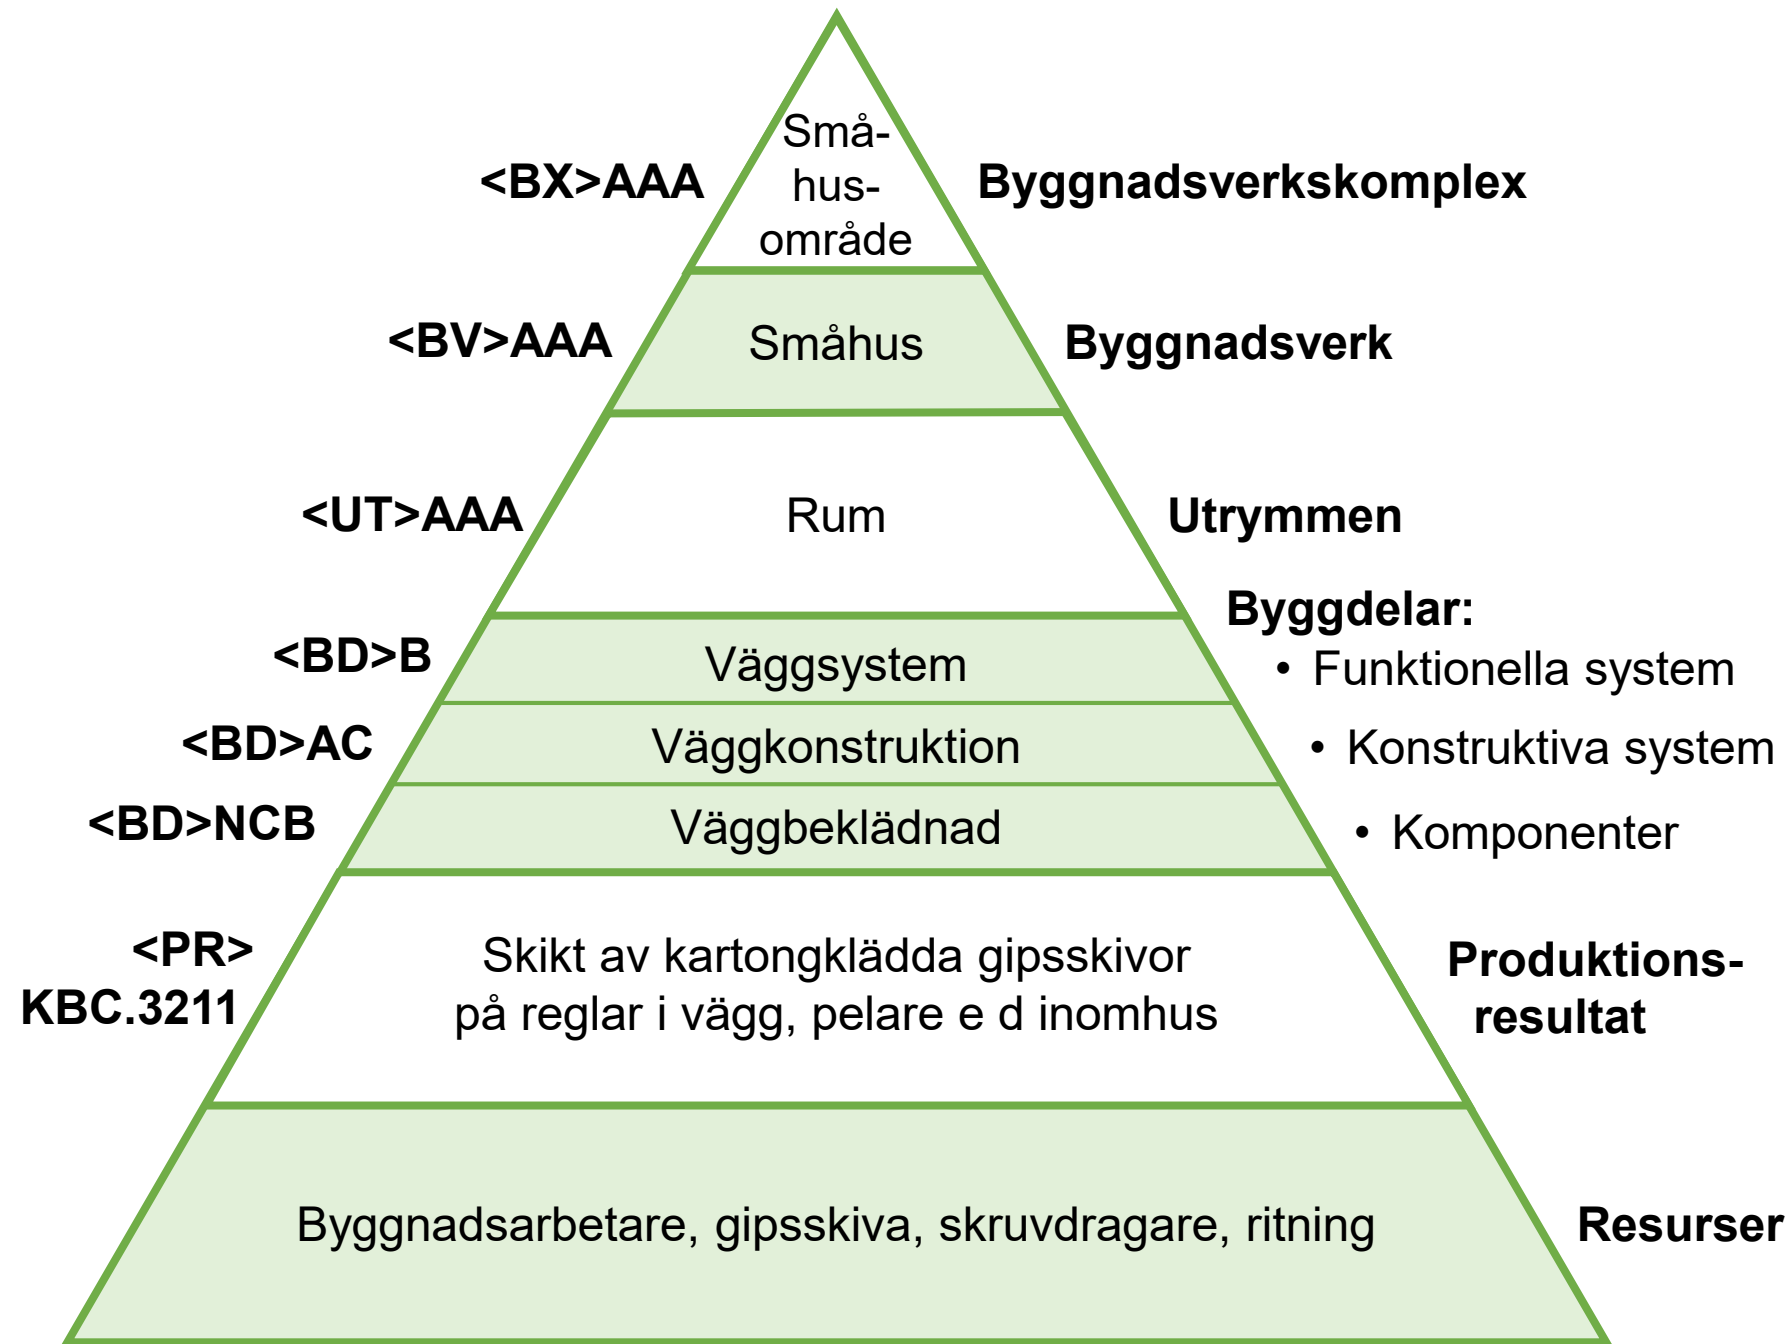 <BX>AAA
Små-
hus-
område
Byggnadsverkskomplex
<BV>AAA
Småhus
Byggnadsverk
<UT>AAA
Rum
Utrymmen
Byggdelar:
<BD>B
Väggsystem
• Funktionella system
<BD>AC
Väggkonstruktion
• Konstruktiva system
<BD>NCB
Väggbeklädnad
• Komponenter
<PR>
KBC.3211
Skikt av kartongklädda gipsskivor
på reglar i vägg, pelare e d inomhus
Produktions-
resultat
Byggnadsarbetare, gipsskiva, skruvdragare, ritning
Resurser